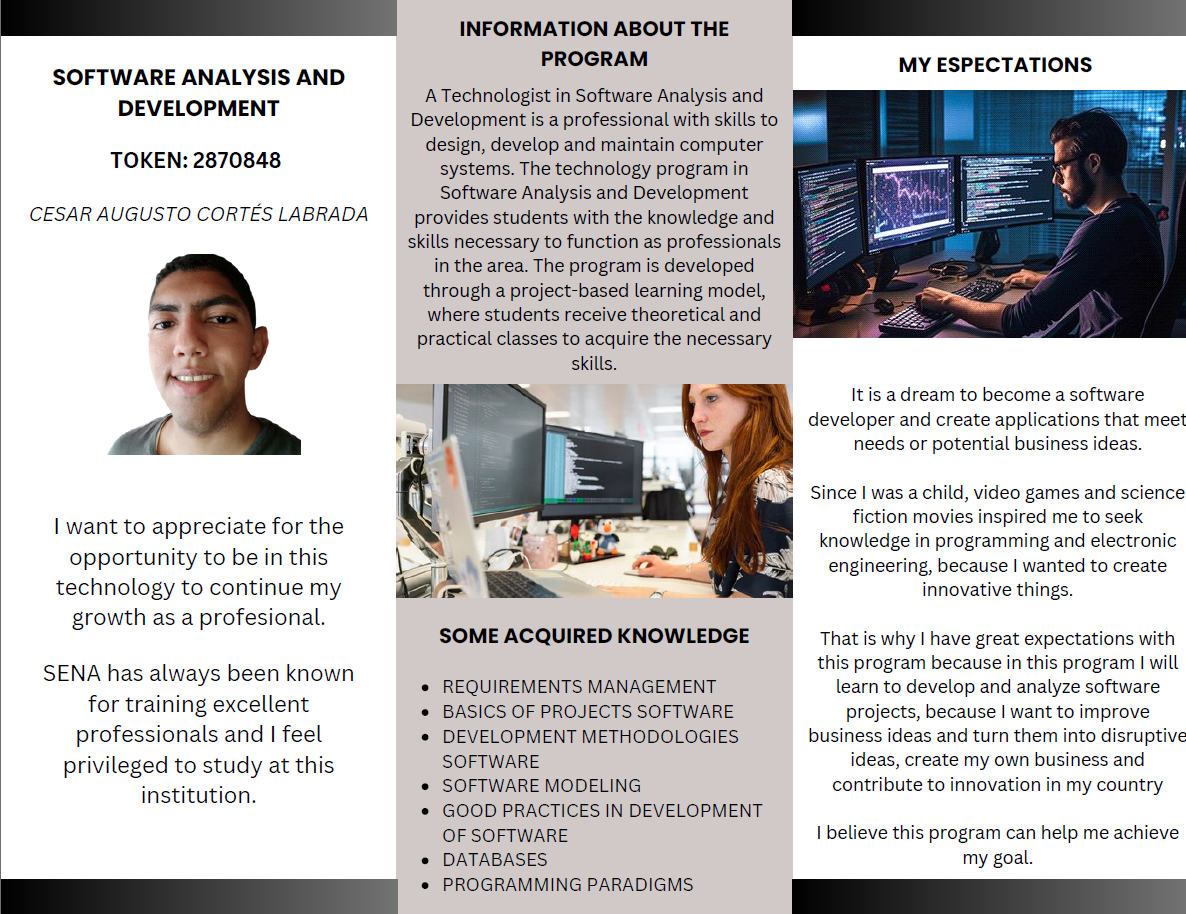 SOFTWARE ANALYSIS AND
DEVELOPMENT
TOKEN: 2870848
CESAR AUGUSTO CORTÉS LABRADA
I want to appreciate for the
opportunity to be in this
technology to continue my
growth as a profesional.
SENA has always been known
for training excellent
professionals and I feel
privileged to study at this
institution.
INFORMATION ABOUT THE
PROGRAM
A Technologist in Software Analysis and
Development is a professional with skills to
design, develop and maintain computer
systems. The technology program in
Software Analysis and Development
provides students with the knowledge and
skills necessary to function as professionals
in the area. The program is developed
through a project-based learning model,
where students receive theoretical and
practical classes to acquire the necessary
skills.
SOME ACQUIRED KNOWLEDGE
• REQUIREMENTS MANAGEMENT
• BASICS OF PROJECTS SOFTWARE
• DEVELOPMENT METHODOLOGIES
SOFTWARE
• SOFTWARE MODELING
• GOOD PRACTICES IN DEVELOPMENT
OF SOFTWARE
• DATABASES
• PROGRAMMING PARADIGMS
MY ESPECTATIONS
It is a dream to become a software
developer and create applications that meet
needs or potential business ideas.
Since I was a child, video games and science
fiction movies inspired me to seek
knowledge in programming and electronic
engineering, because I wanted to create
innovative things.
That is why I have great expectations with
this program because in this program I will
learn to develop and analyze software
projects, because I want to improve
business ideas and turn them into disruptive
ideas, create my own business and
contribute to innovation in my country
I believe this program can help me achieve
my goal.